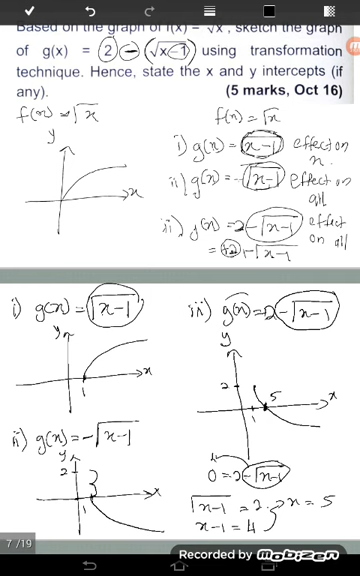 Based on the graph of f(x) = √x, sketch the graph
of g(x) = 2 − √x−1 using transformation
technique. Hence, state the x and y intercepts (if
any). (5 marks, Oct 16)
f(x) = √x
y
x
f(x) = √x
i) g(x) = √x−1 effect on x.
ii) g(x) = −√x−1 effect on all
iii) g(x) = 2 − √x−1 effect on all
= +2 − √x−1
i) g(x) = √x−1
y
x
1
ii) g(x) = −√x−1
y
2
x
1
iii) g(x) = 2 − √x−1
y
2
5
x
1
0 = 2 − √x−1
√x−1 = 2
x−1 = 4
x = 5
7 / 19
Recorded by Mobizen